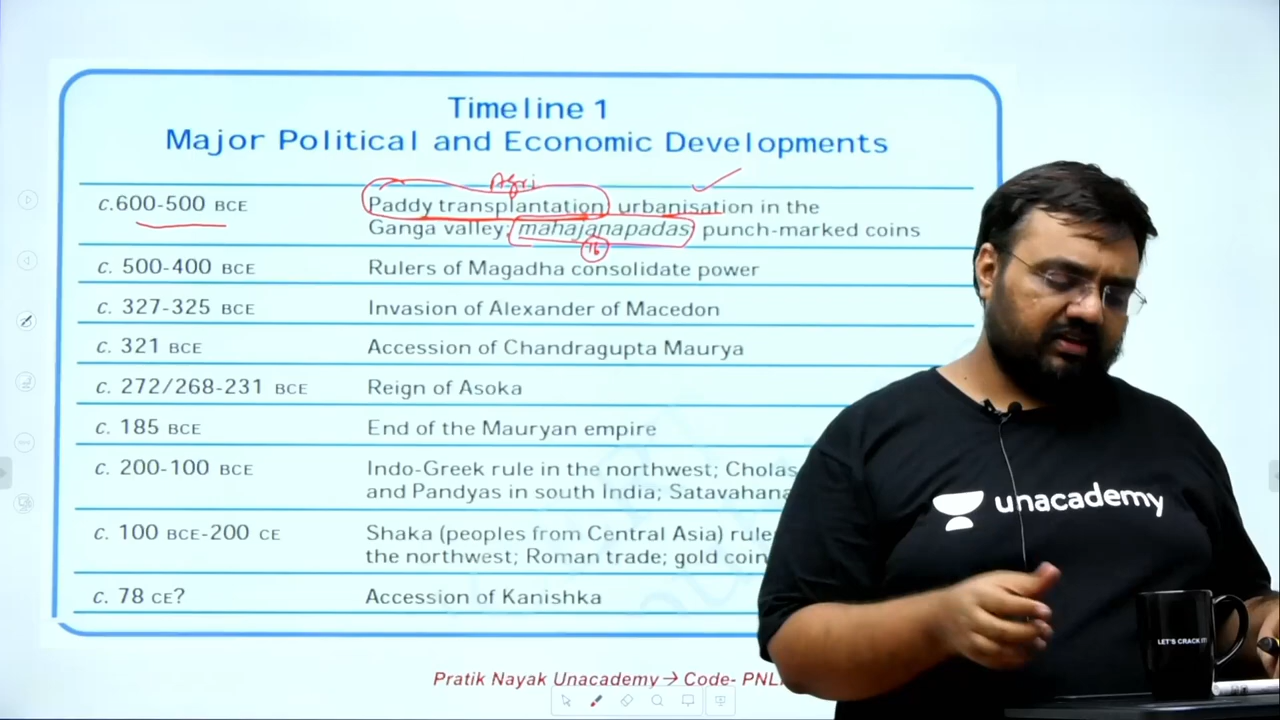 Timeline 1
Major Political and Economic Developments
Agri
c.600-500 BCE Paddy transplantation; urbanisation in the
Ganga valley; mahajanapadas; punch-marked coins
16
c. 500-400 BCE Rulers of Magadha consolidate power
c. 327-325 BCE Invasion of Alexander of Macedon
c. 321 BCE Accession of Chandragupta Maurya
c. 272/268-231 BCE Reign of Asoka
c. 185 BCE End of the Mauryan empire
c. 200-100 BCE Indo-Greek rule in the northwest; Cholas
and Pandyas in south India; Satavahana
c. 100 BCE-200 CE Shaka (peoples from Central Asia) rule
the northwest; Roman trade; gold coin
c. 78 CE? Accession of Kanishka
Pratik Nayak Unacademy → Code- PNL
unacademy
LET'S CRACK IT!